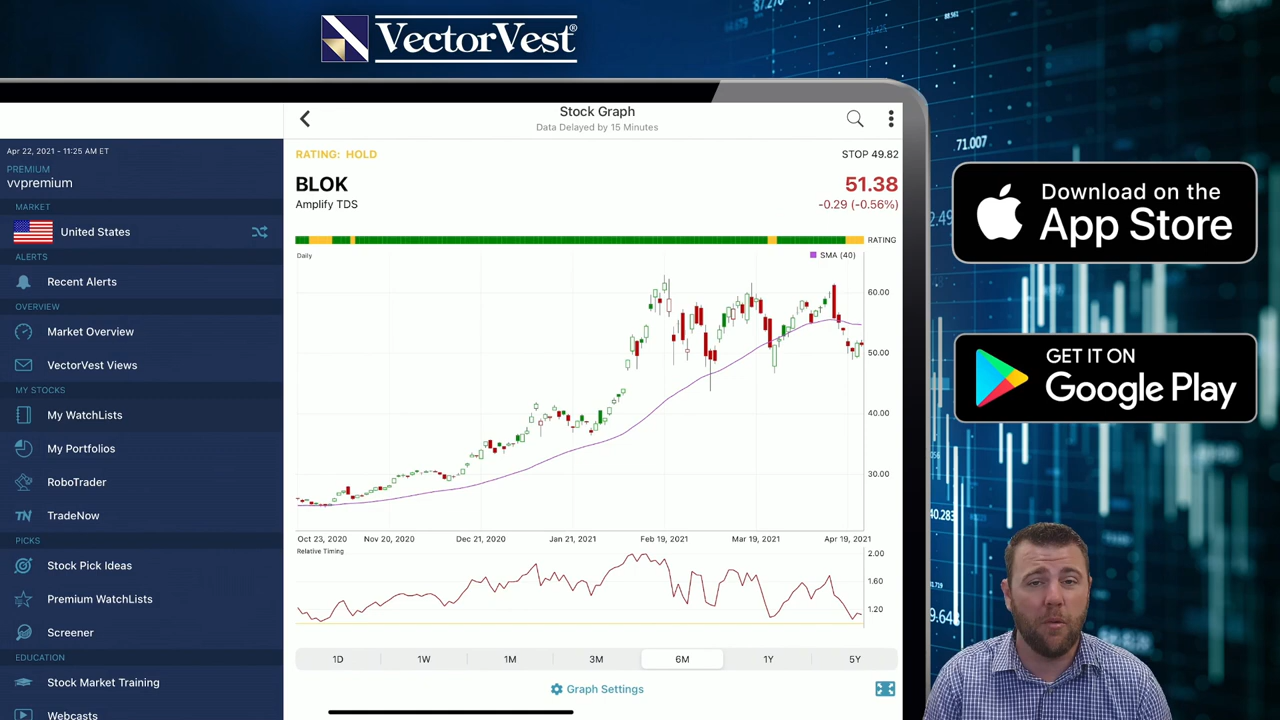 VectorVest®
Stock Graph
Data Delayed by 15 Minutes
Apr 22, 2021 - 11:25 AM ET
PREMIUM
vvpremium
MARKET
United States
ALERTS
Recent Alerts
OVERVIEW
Market Overview
VectorVest Views
MY STOCKS
My WatchLists
My Portfolios
RoboTrader
TN TradeNow
PICKS
Stock Pick Ideas
Premium WatchLists
Screener
EDUCATION
Stock Market Training
Webcasts
RATING: HOLD
STOP 49.82
BLOK
51.38
Amplify TDS
-0.29 (-0.56%)
RATING
Daily
SMA (40)
60.00
50.00
40.00
30.00
Oct 23, 2020 Nov 20, 2020 Dec 21, 2020 Jan 21, 2021 Feb 19, 2021 Mar 19, 2021 Apr 19, 2021
Relative Timing
2.00
1.60
1.20
1D 1W 1M 3M 6M 1Y 5Y
Graph Settings
Download on the
App Store
GET IT ON
Google Play
71.007
40.283